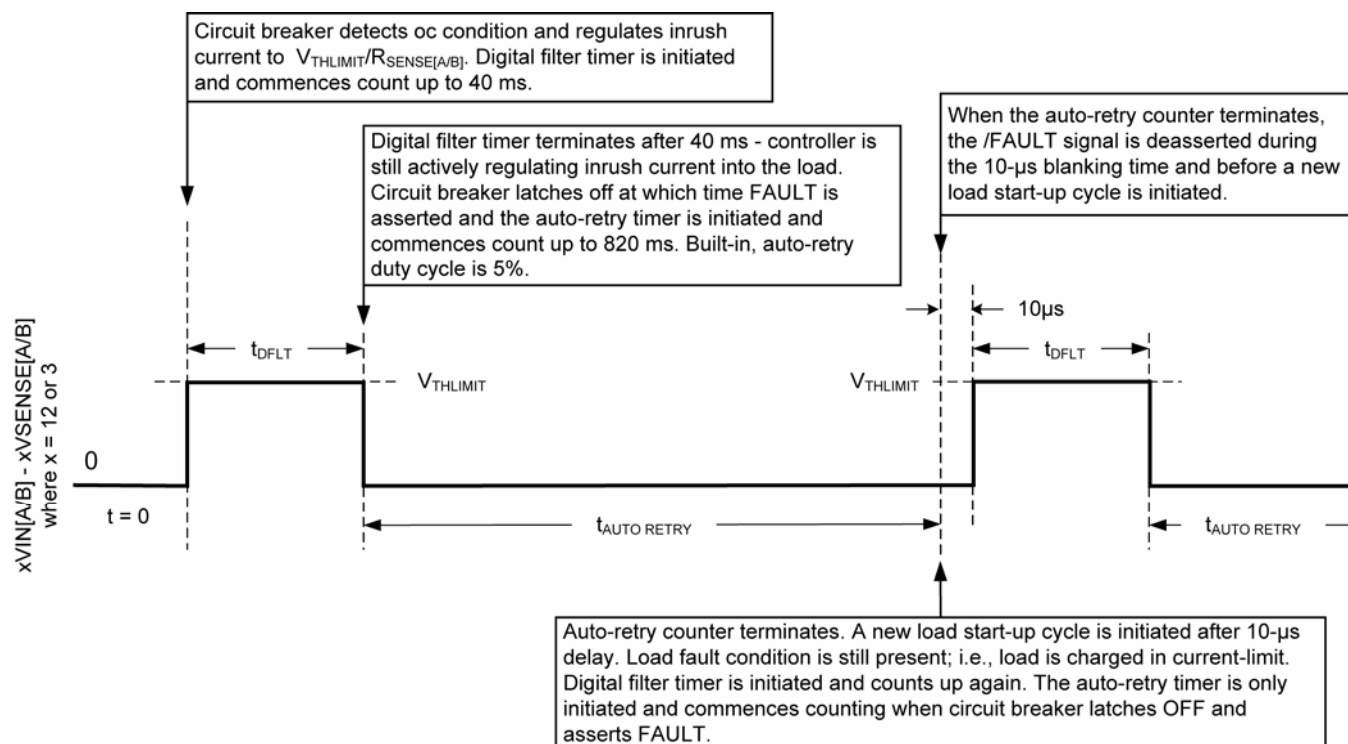 Circuit breaker detects oc condition and regulates inrush
current to VTHLIMIT/RSENSE[A/B]. Digital filter timer is initiated
and commences count up to 40 ms.
Digital filter timer terminates after 40 ms - controller is
still actively regulating inrush current into the load.
Circuit breaker latches off at which time FAULT is
asserted and the auto-retry timer is initiated and
commences count up to 820 ms. Built-in, auto-retry
duty cycle is 5%.
When the auto-retry counter terminates,
the /FAULT signal is deasserted during
the 10-µs blanking time and before a new
load start-up cycle is initiated.
10µs
tDFLT
tDFLT
VTHLIMIT
VTHLIMIT
xVIN[A/B] - xVSENSE[A/B]
where x = 12 or 3
0
t = 0
tAUTO RETRY
tAUTO RETRY
Auto-retry counter terminates. A new load start-up cycle is initiated after 10-µs
delay. Load fault condition is still present; i.e., load is charged in current-limit.
Digital filter timer is initiated and counts up again. The auto-retry timer is only
initiated and commences counting when circuit breaker latches OFF and
asserts FAULT.